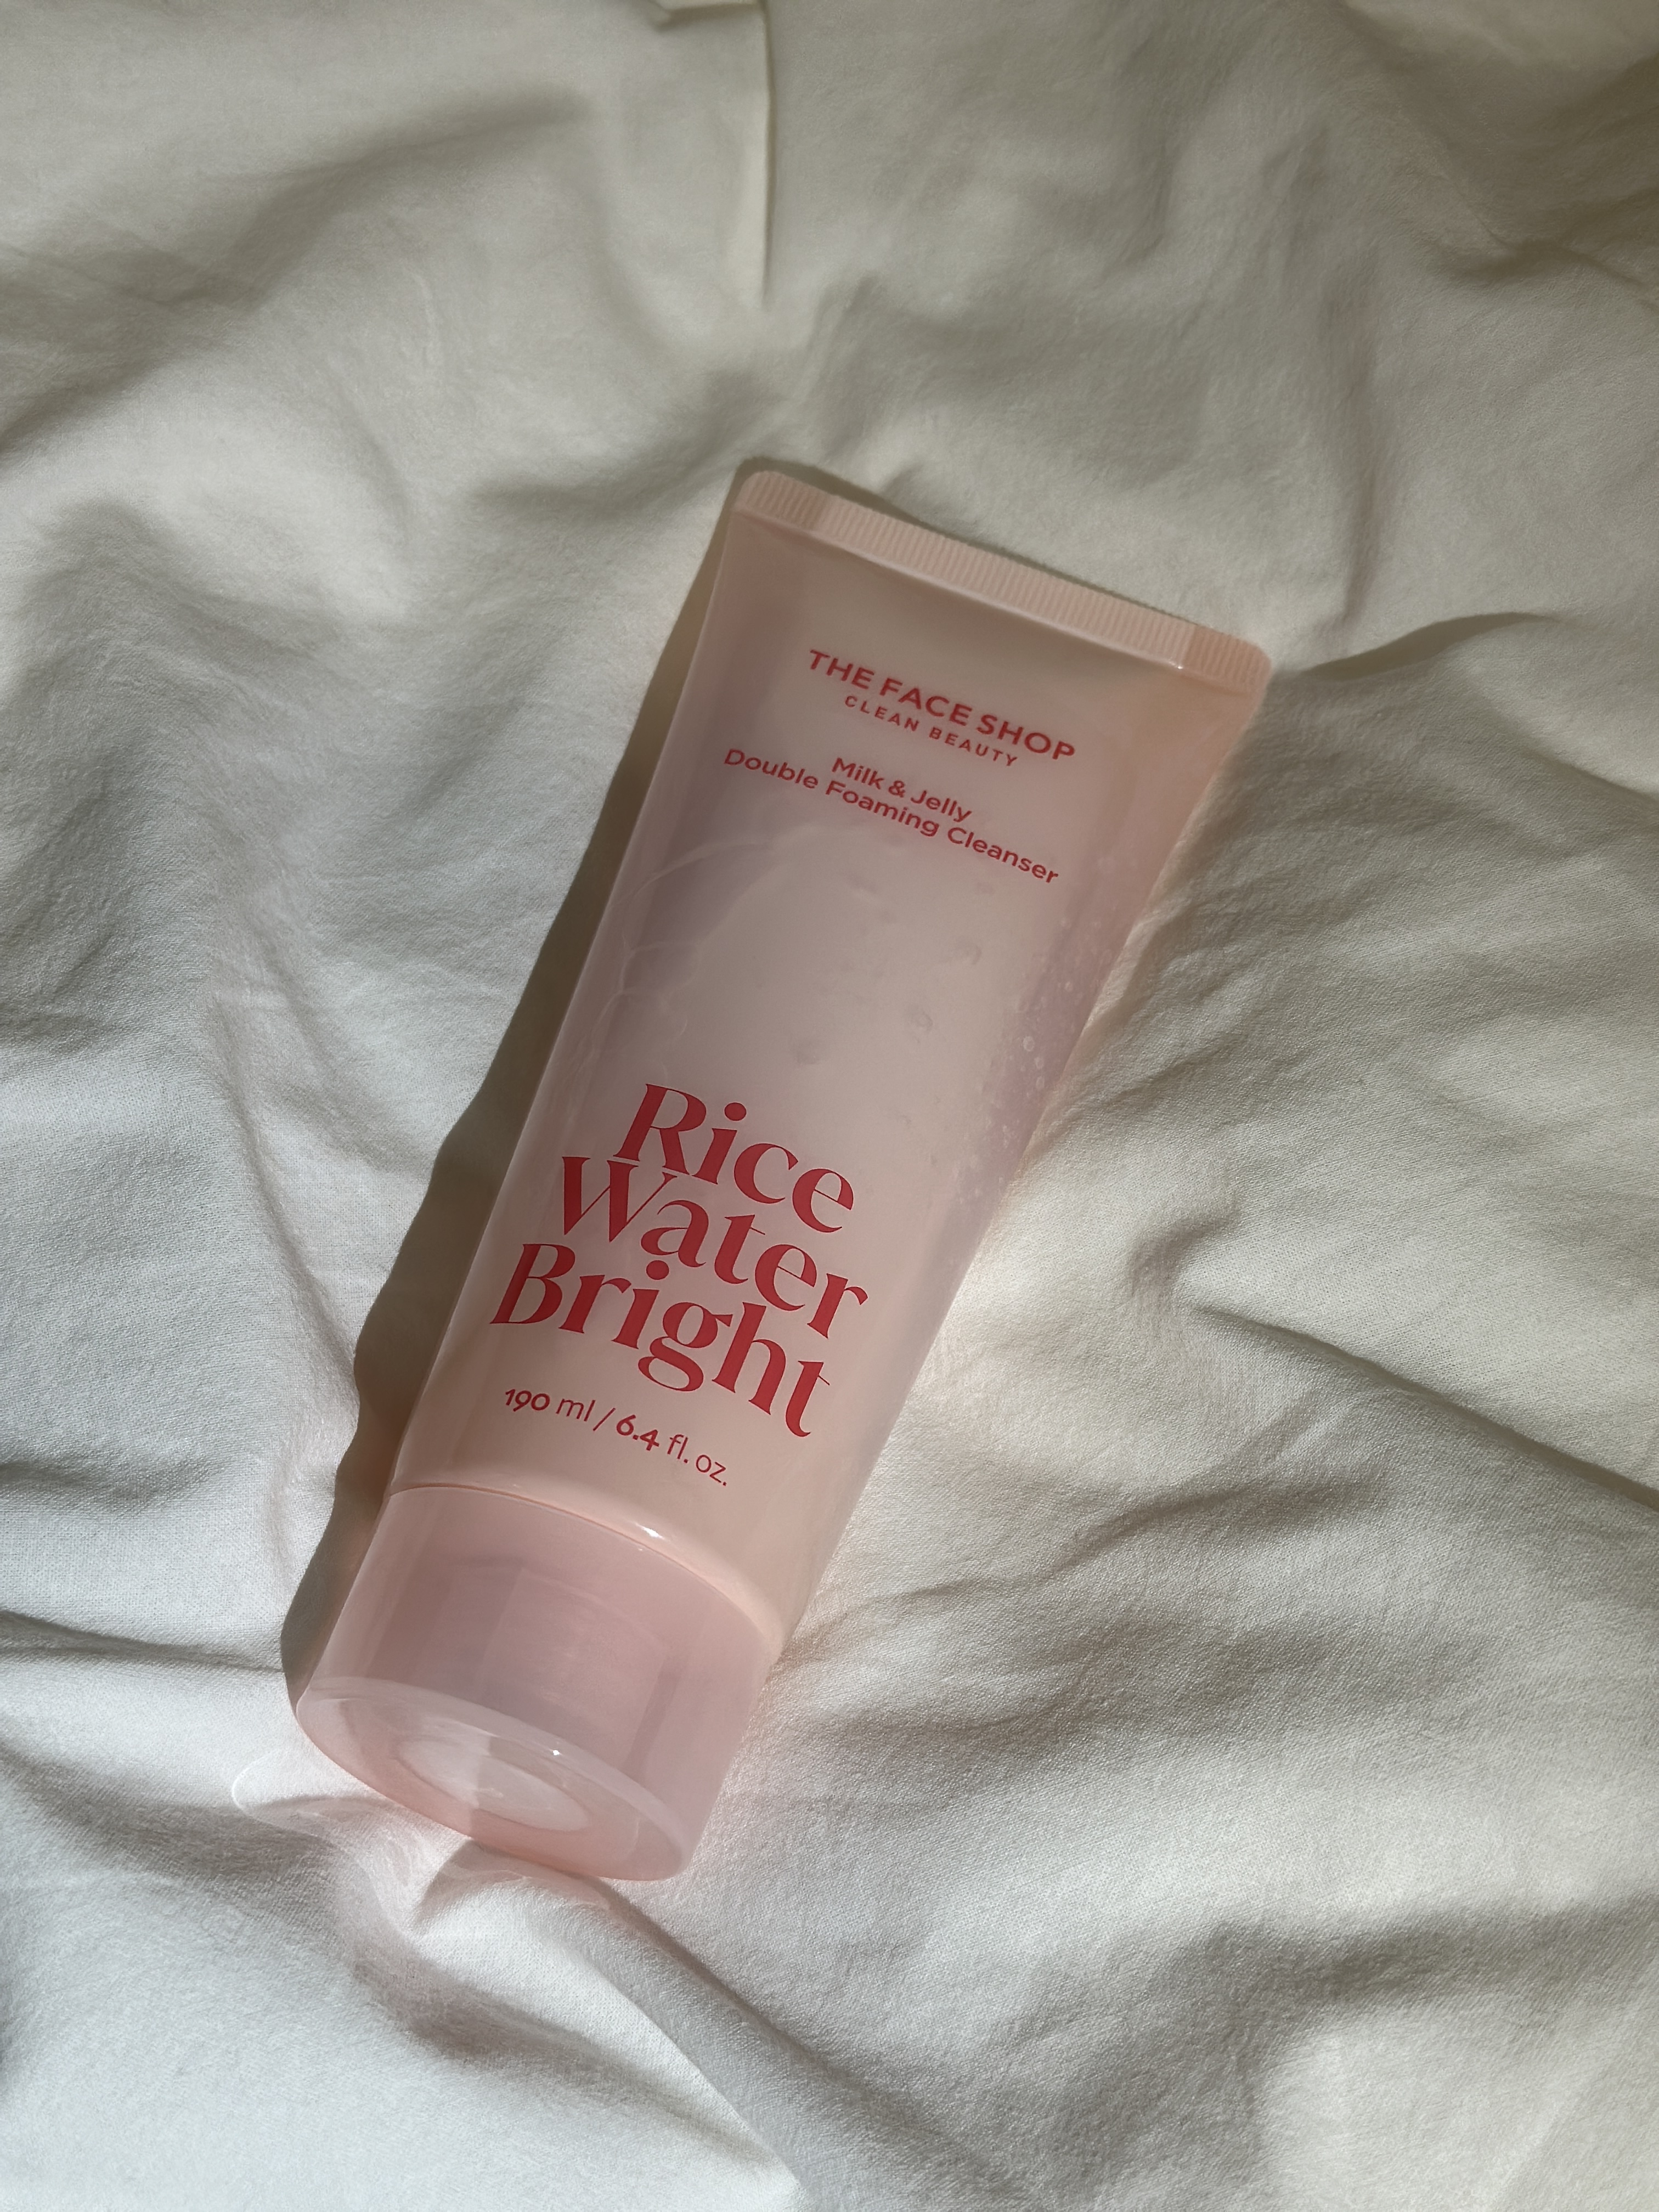 THE FACE SHOP
CLEAN BEAUTY
Milk & Jelly
Double Foaming Cleanser
Rice
Water
Bright
190 ml / 6.4 fl. oz.